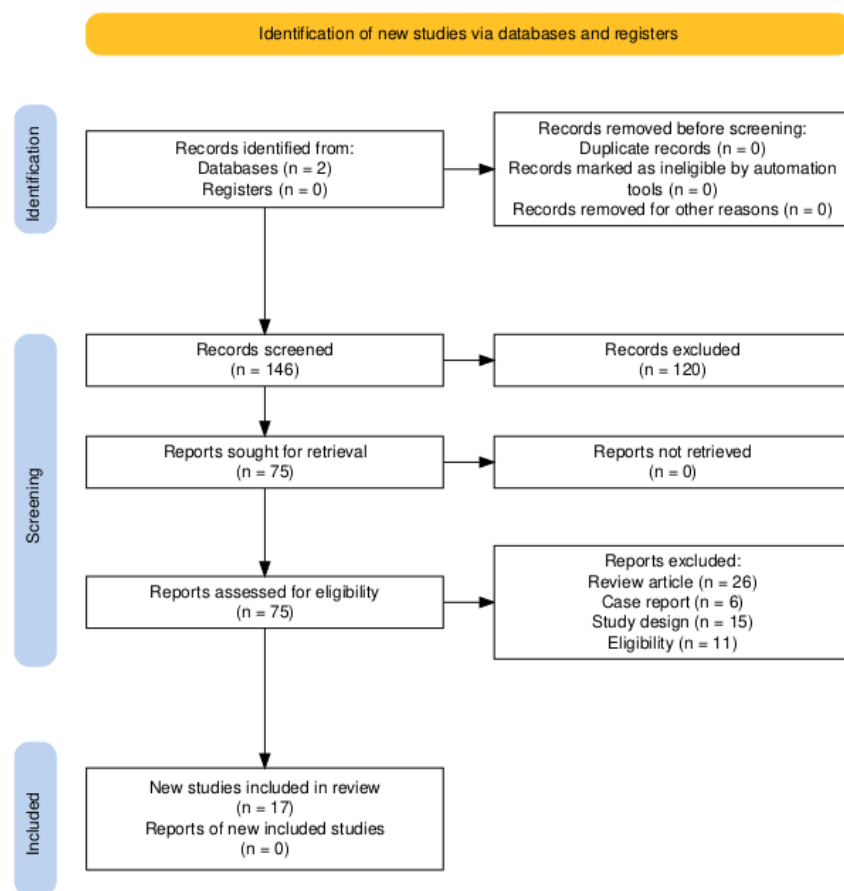 Identification of new studies via databases and registers
Identification
Records identified from:
Databases (n = 2)
Registers (n = 0)
Records removed before screening:
Duplicate records (n = 0)
Records marked as ineligible by automation
tools (n = 0)
Records removed for other reasons (n = 0)
Screening
Records screened
(n = 146)
Records excluded
(n = 120)
Reports sought for retrieval
(n = 75)
Reports not retrieved
(n = 0)
Reports assessed for eligibility
(n = 75)
Reports excluded:
Review article (n = 26)
Case report (n = 6)
Study design (n = 15)
Eligibility (n = 11)
Included
New studies included in review
(n = 17)
Reports of new included studies
(n = 0)